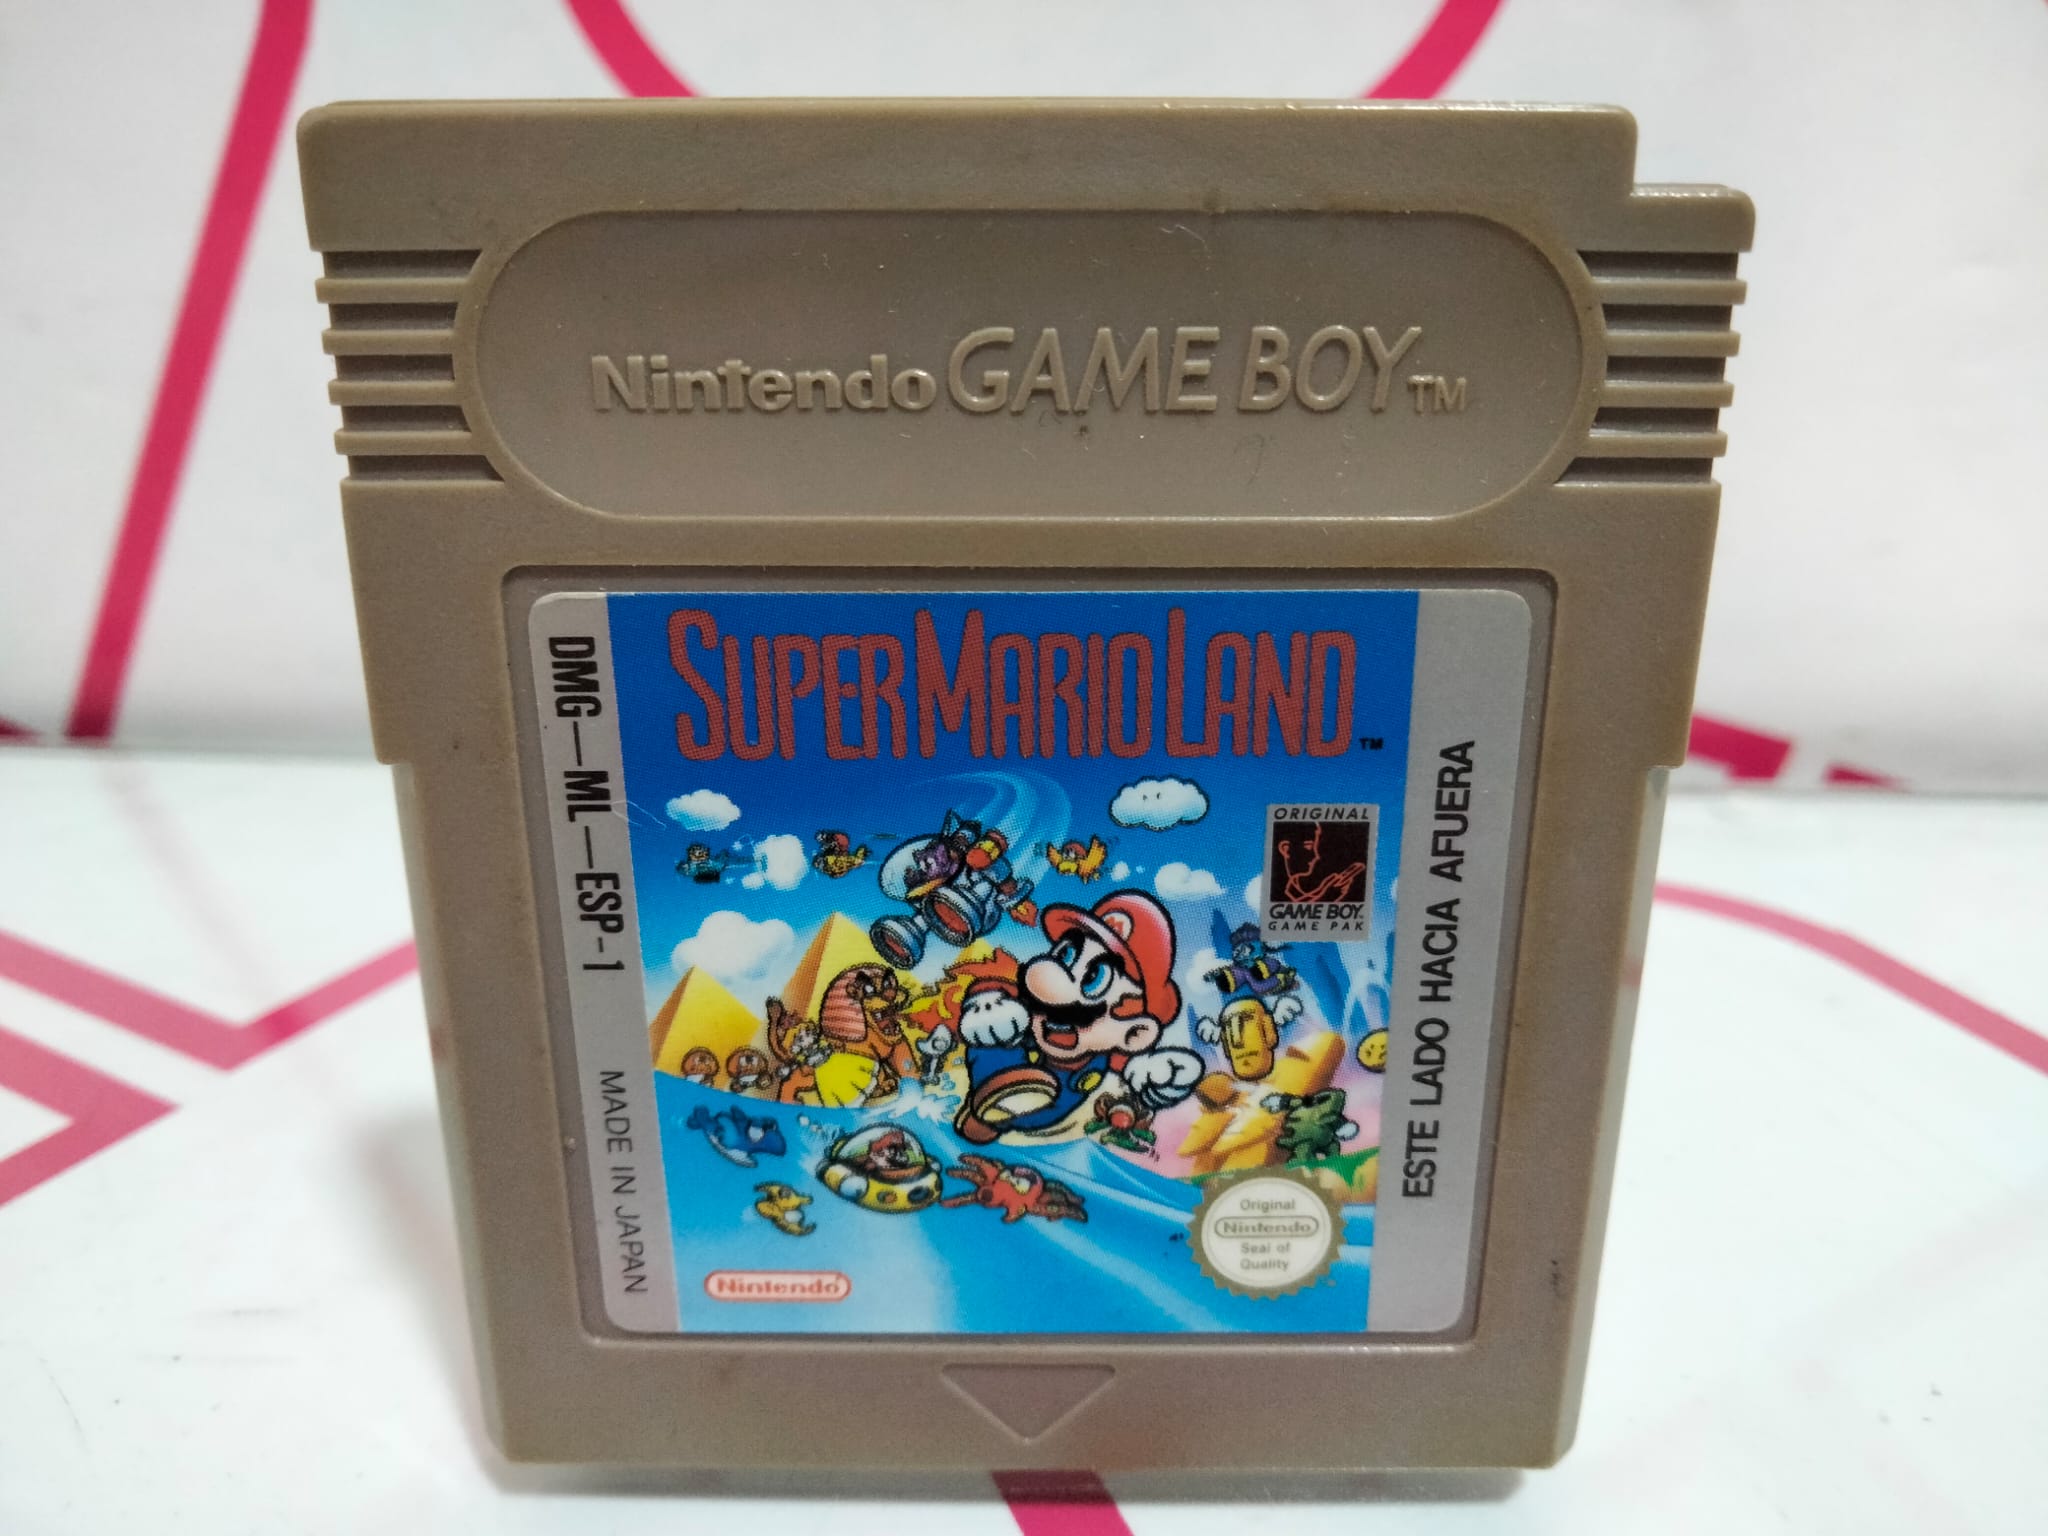 Nintendo GAME BOY TM
SUPER MARIO LAND TM
DMG-ML-ESP-1
MADE IN JAPAN
ORIGINAL
GAME BOY
GAME PAK
ESTE LADO HACIA AFUERA
Original
Nintendo
Seal of
Quality
Nintendo